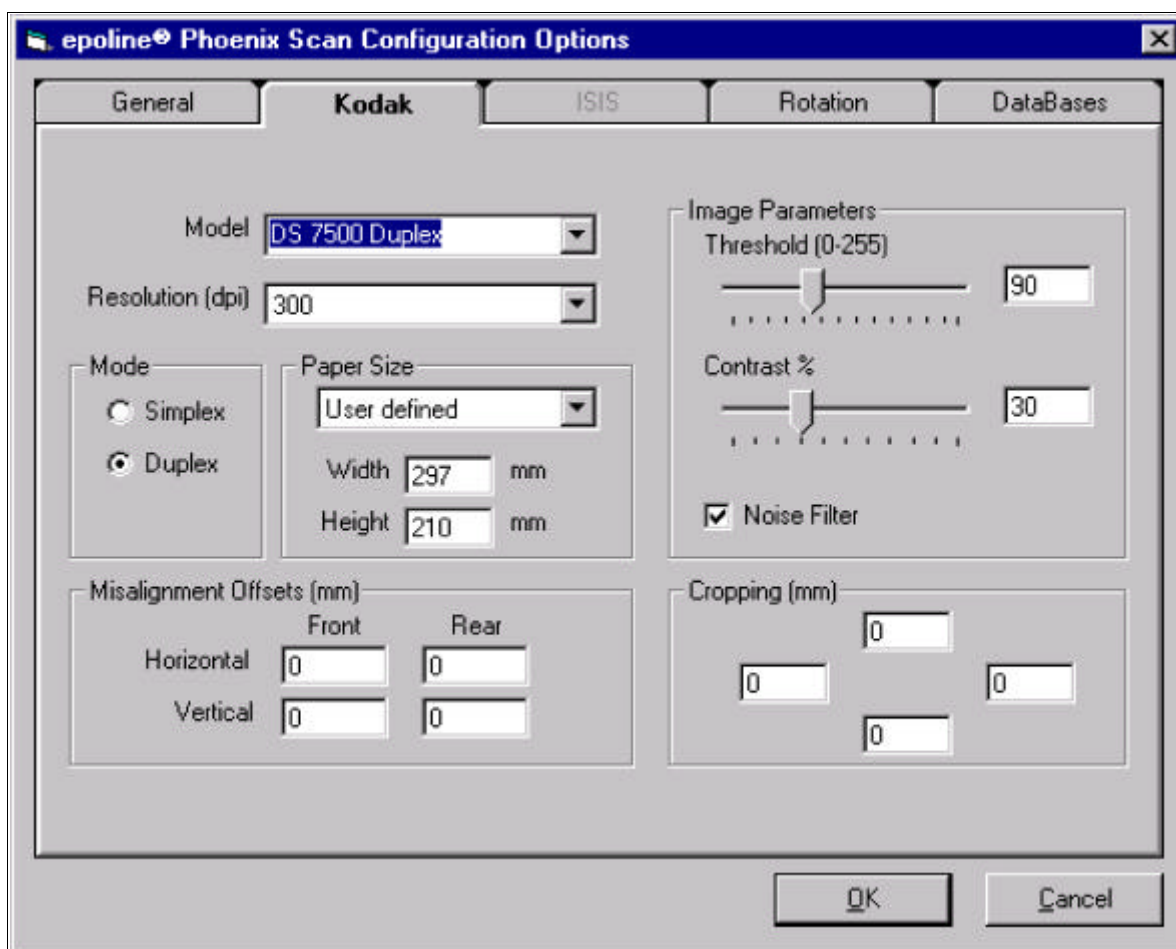 epoline® Phoenix Scan Configuration Options
General Kodak ISIS Rotation DataBases
Model DS 7500 Duplex
Resolution (dpi) 300
Mode
Simplex
Duplex
Paper Size
User defined
Width 297 mm
Height 210 mm
Image Parameters
Threshold (0-255)
90
Contrast %
30
Noise Filter
Misalignment Offsets (mm)
Front Rear
Horizontal 0 0
Vertical 0 0
Cropping (mm)
0
0 0
0
OK Cancel